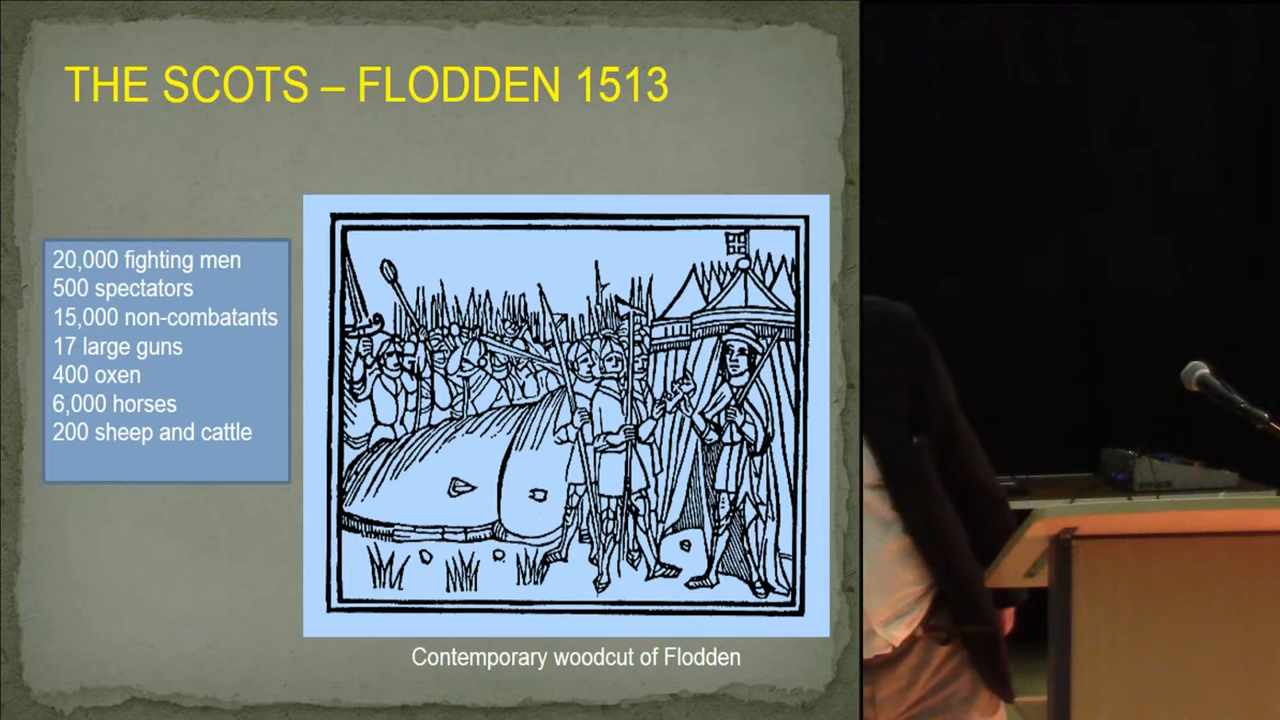 THE SCOTS – FLODDEN 1513
20,000 fighting men
500 spectators
15,000 non-combatants
17 large guns
400 oxen
6,000 horses
200 sheep and cattle
Contemporary woodcut of Flodden